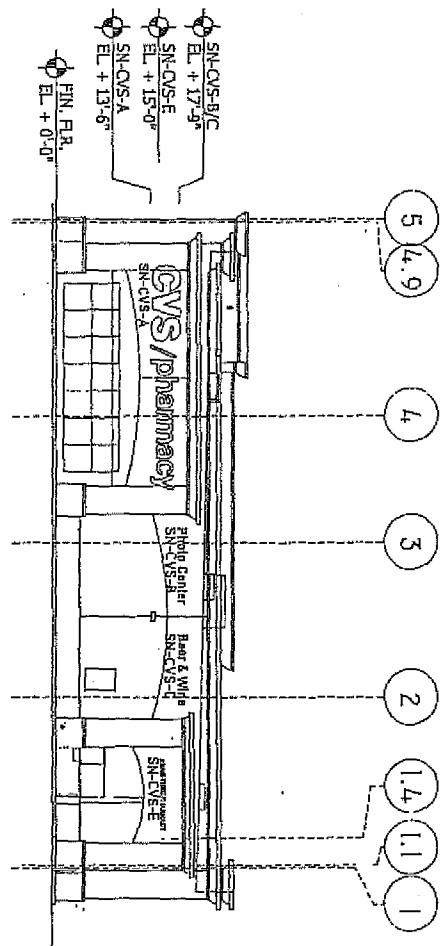 SN-CVS-B/C
EL + 17'-9"
SN-CVS-E
EL + 15'-0"
SN-CVS-A
EL + 13'-6"
FIN. FLR.
EL + 0'-0"
5
4.9
4
3
2
1.4
1.1
1
CVS/pharmacy
SN-CVS-A
Photo Center
SN-CVS-B
Beer & Wine
SN-CVS-C
SN-CVS-E